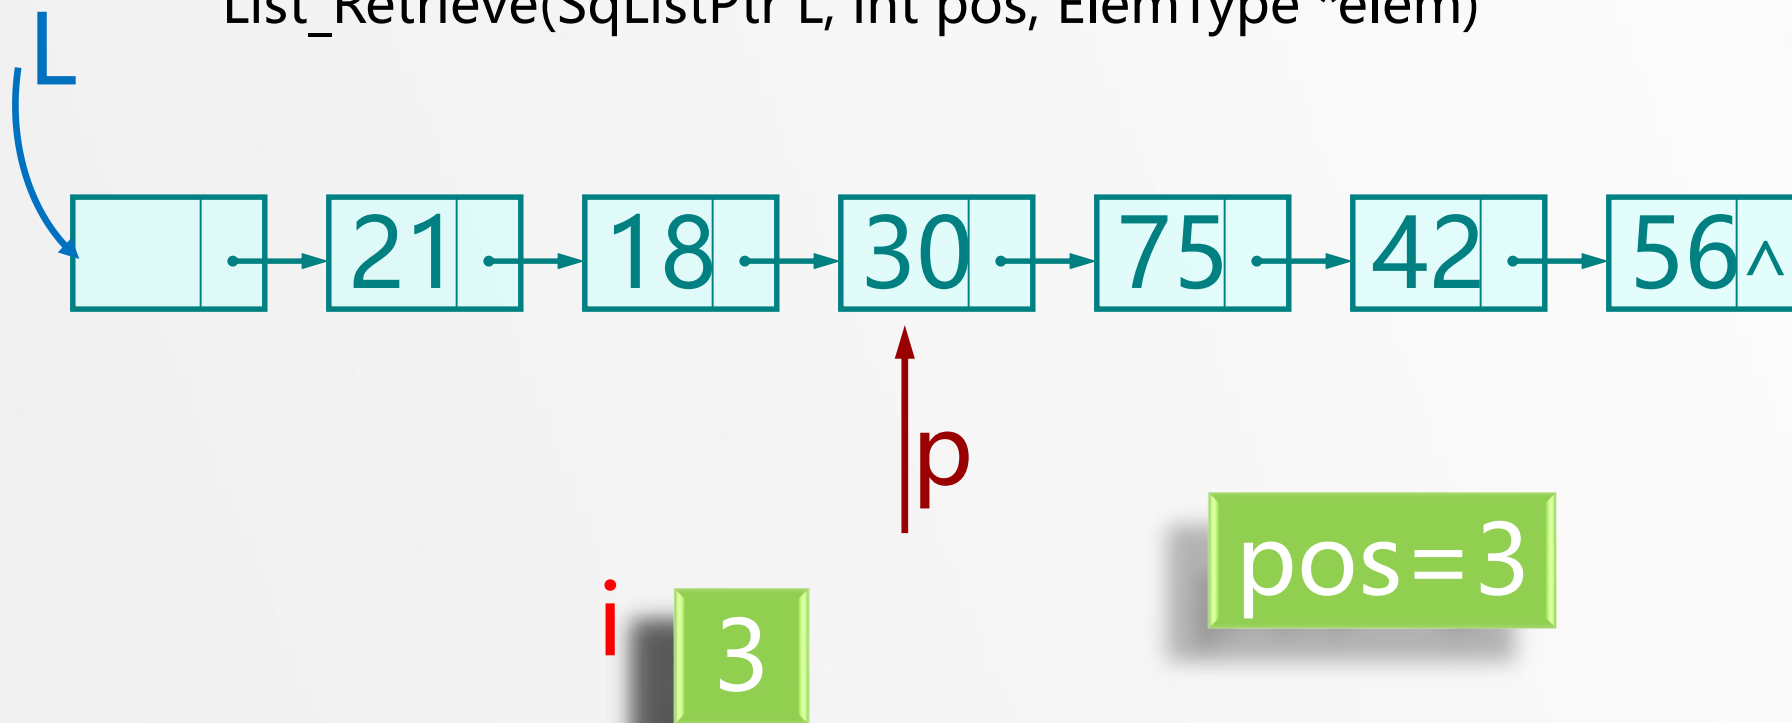 List_Retrieve(SqListPtr L, int pos, ElemType *elem)
L
21 18 30 75 42 56 ^
p
pos=3
i
3